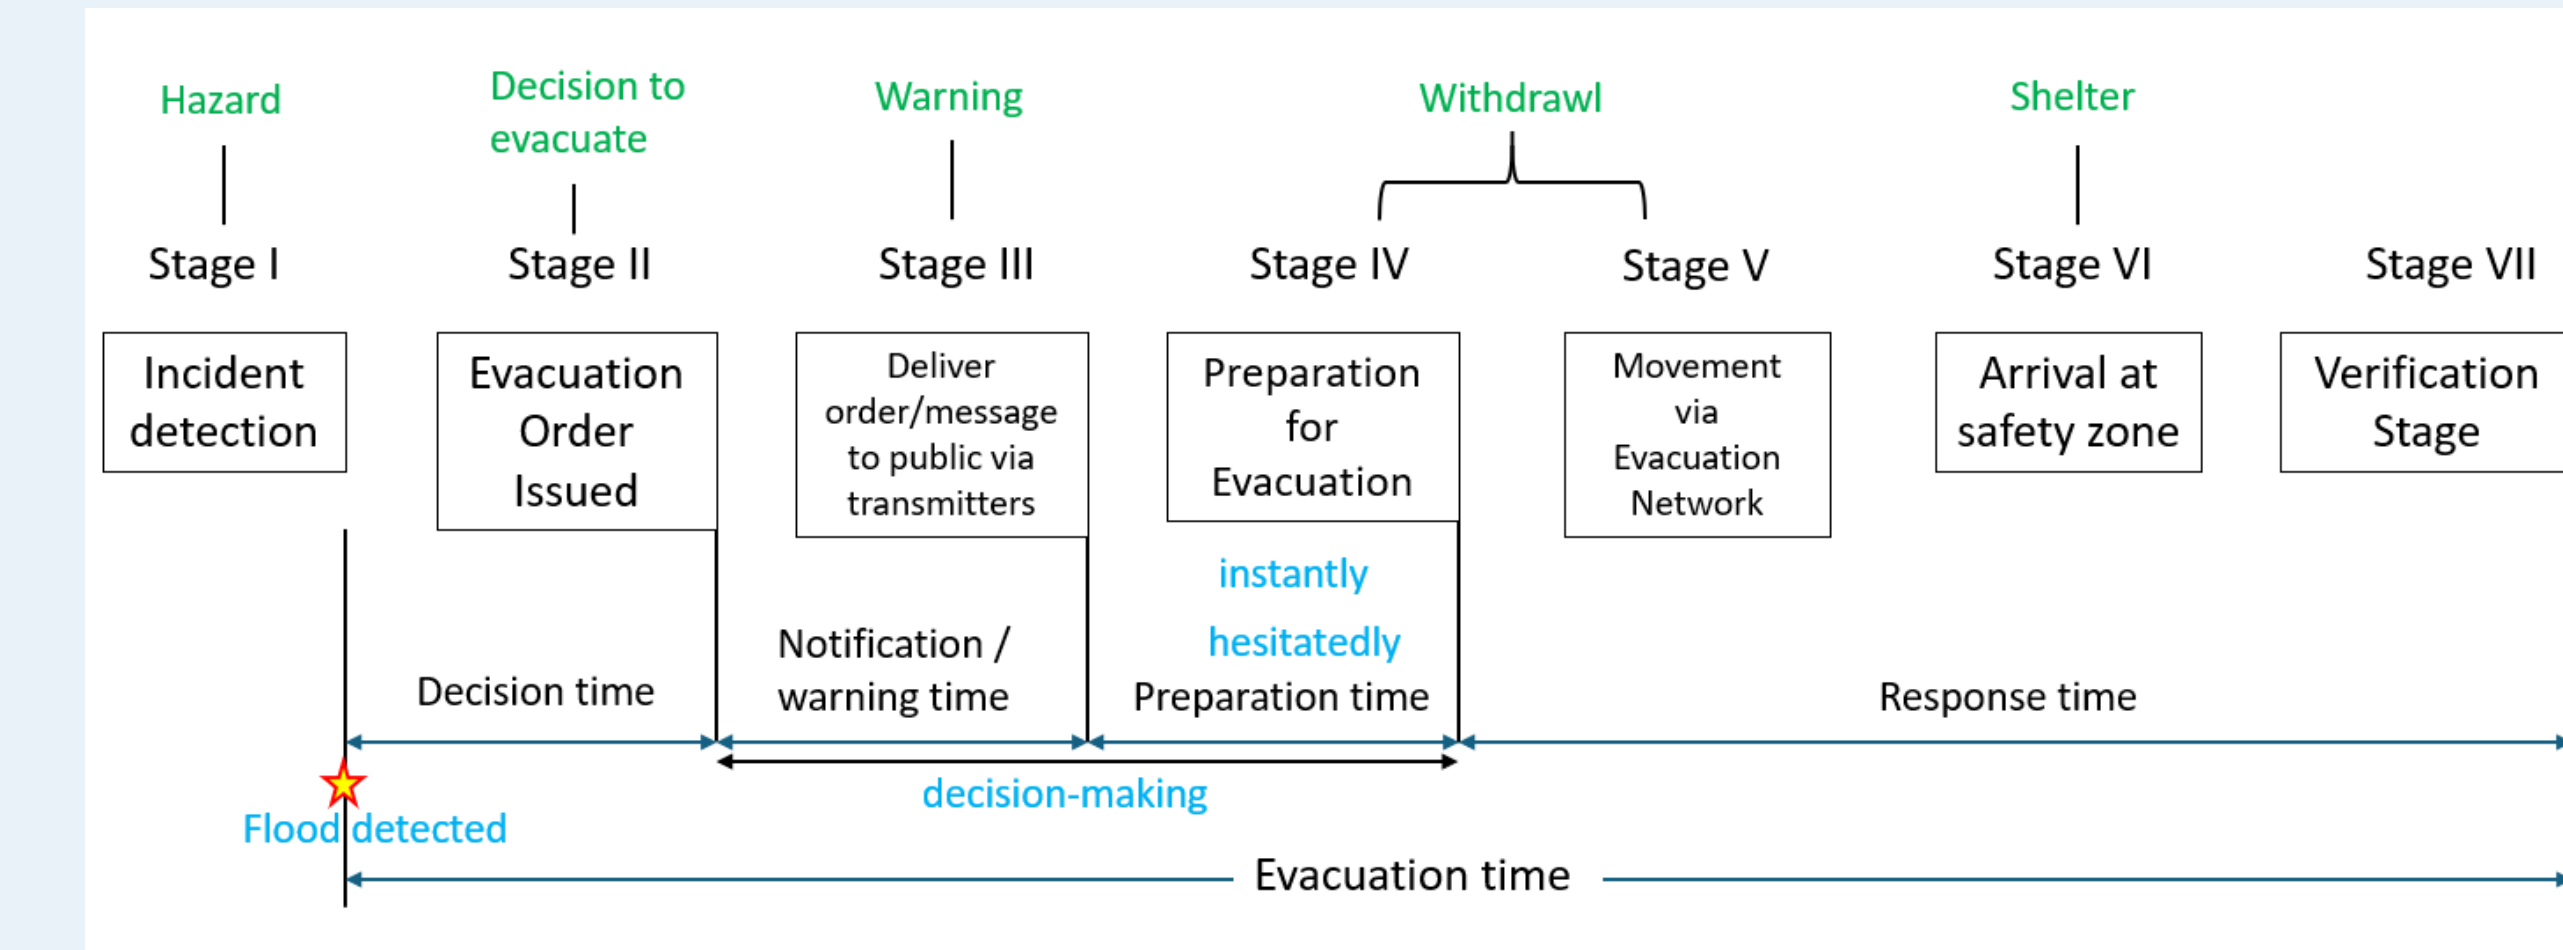 Hazard
Decision to
evacuate
Warning
Withdrawl
Shelter
Stage I
Stage II
Stage III
Stage IV
Stage V
Stage VI
Stage VII
Incident
detection
Evacuation
Order
Issued
Deliver
order/message
to public via
transmitters
Preparation
for
Evacuation
Movement
via
Evacuation
Network
Arrival at
safety zone
Verification
Stage
instantly
hesitatedly
Decision time
Notification /
warning time
Preparation time
Response time
decision-making
Flood detected
Evacuation time